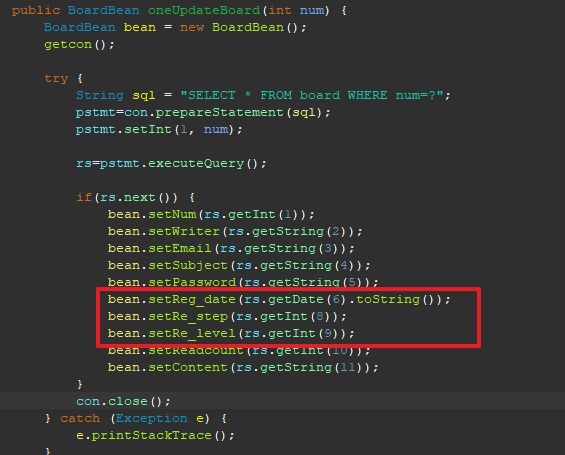 public BoardBean oneUpdateBoard(int num) {
BoardBean bean = new BoardBean();
getcon();
try {
String sql = "SELECT * FROM board WHERE num=?";
pstmt=con.prepareStatement(sql);
pstmt.setInt(1, num);
rs=pstmt.executeQuery();
if(rs.next()) {
bean.setNum(rs.getInt(1));
bean.setWriter(rs.getString(2));
bean.setEmail(rs.getString(3));
bean.setSubject(rs.getString(4));
bean.setPassword(rs.getString(5));
bean.setReg_date(rs.getDate(6).toString());
bean.setRe_step(rs.getInt(8));
bean.setRe_level(rs.getInt(9));
bean.setReadcount(rs.getInt(10));
bean.setContent(rs.getString(11));
}
con.close();
} catch (Exception e) {
e.printStackTrace();
}